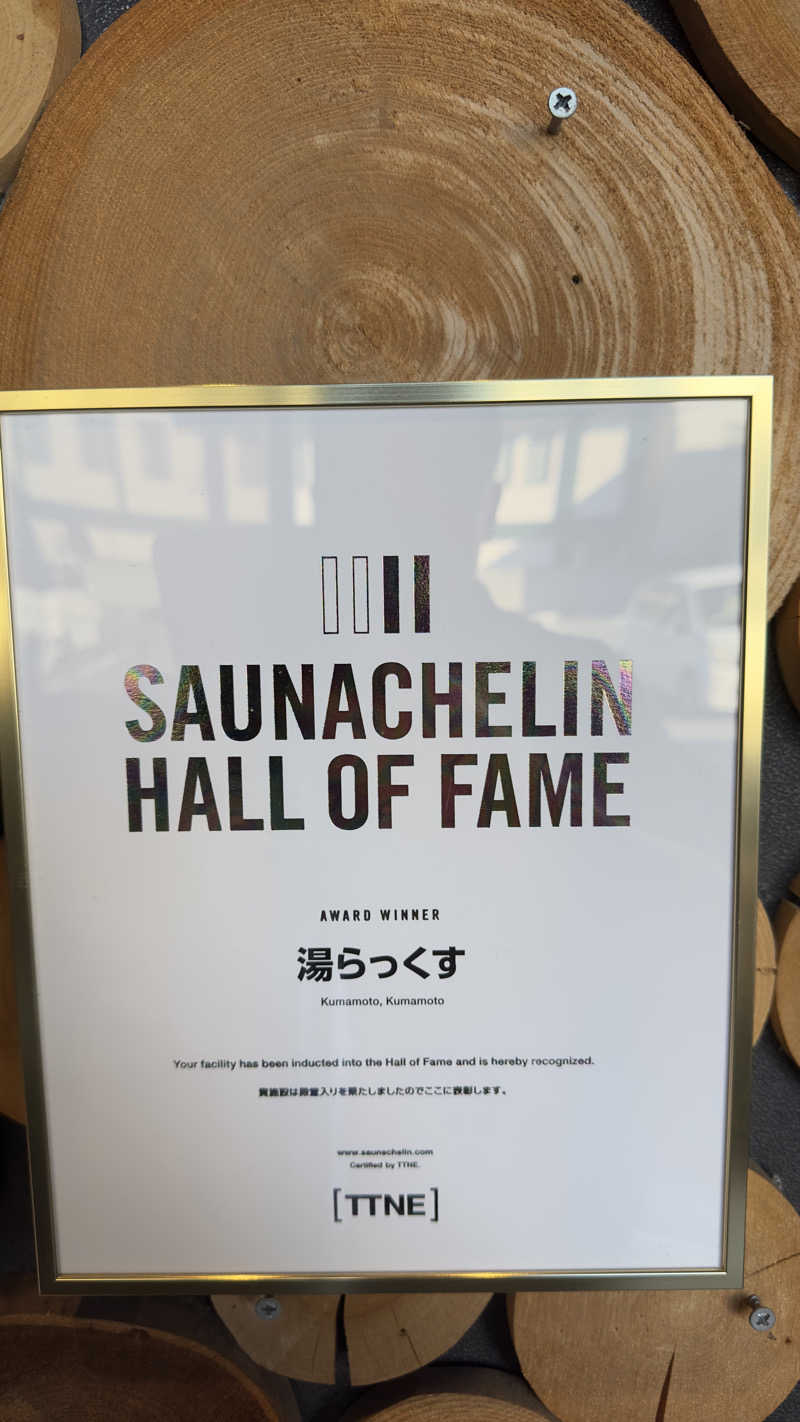 SAUNACHELIN
HALL OF FAME
AWARD WINNER
湯らっくす
Kumamoto, Kumamoto
Your facility has been inducted into the Hall of Fame and is hereby recognized.
貴施設は殿堂入りを果たしましたのでここに表彰します。
www.saunachelin.com
Certified by TTNE.
[TTNE]